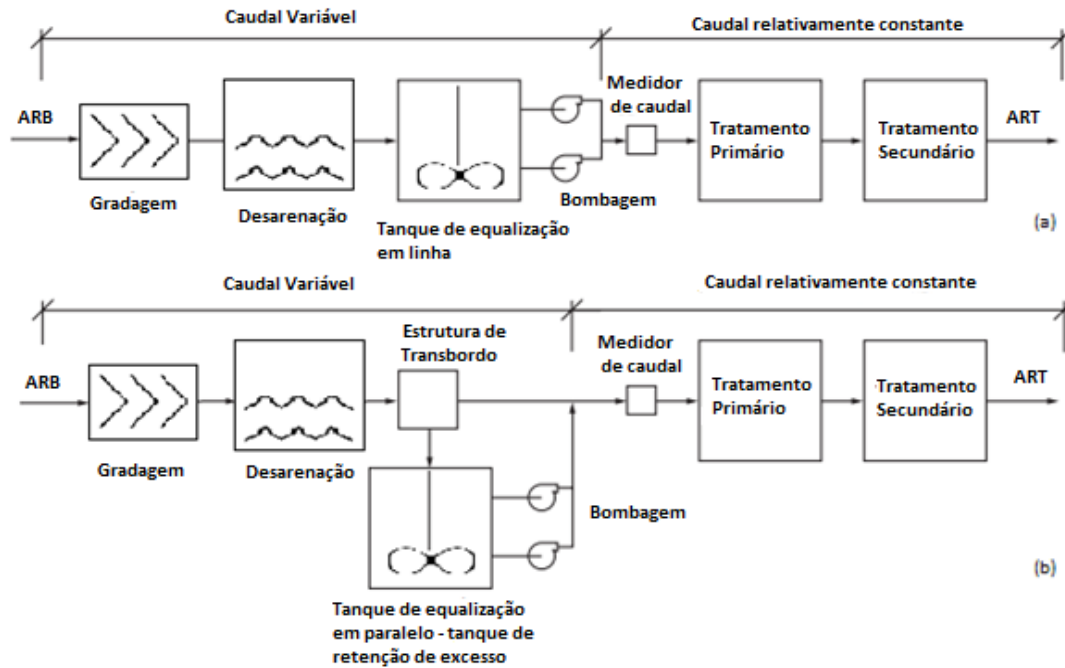 Caudal Variável
Caudal relativamente constante
ARB
Gradagem
Desarenação
Tanque de equalização
em linha
Bombagem
Medidor
de caudal
Tratamento
Primário
Tratamento
Secundário
ART
(a)
Caudal Variável
Caudal relativamente constante
ARB
Gradagem
Desarenação
Estrutura de
Transbordo
Tanque de equalização
em paralelo - tanque de
retenção de excesso
Bombagem
Medidor
de caudal
Tratamento
Primário
Tratamento
Secundário
ART
(b)